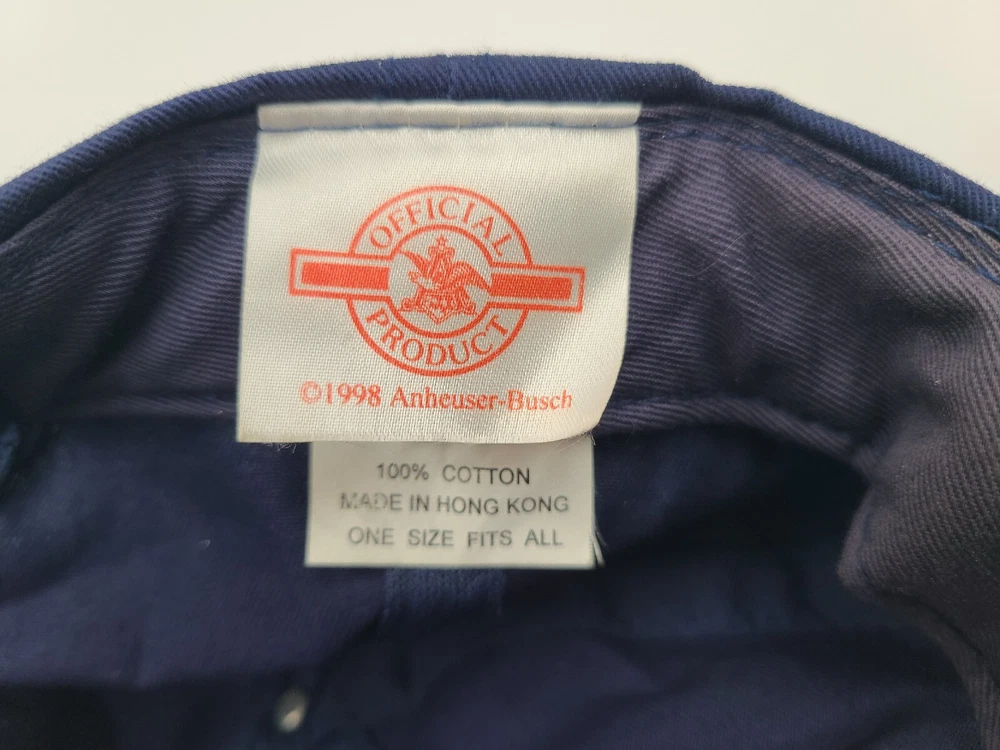 OFFICIAL
PRODUCT
©1998 Anheuser-Busch
100% COTTON
MADE IN HONG KONG
ONE SIZE FITS ALL